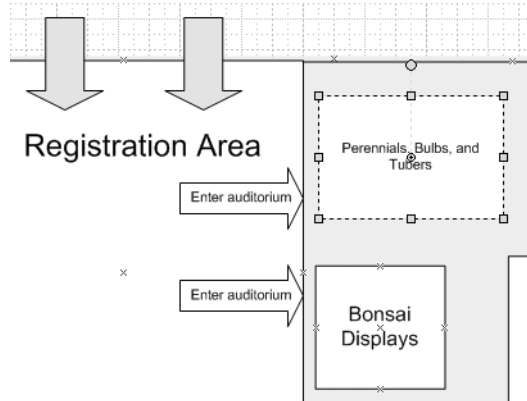 Registration Area
Perennials, Bulbs, and
Tubers
Enter auditorium
Enter auditorium
Bonsai
Displays